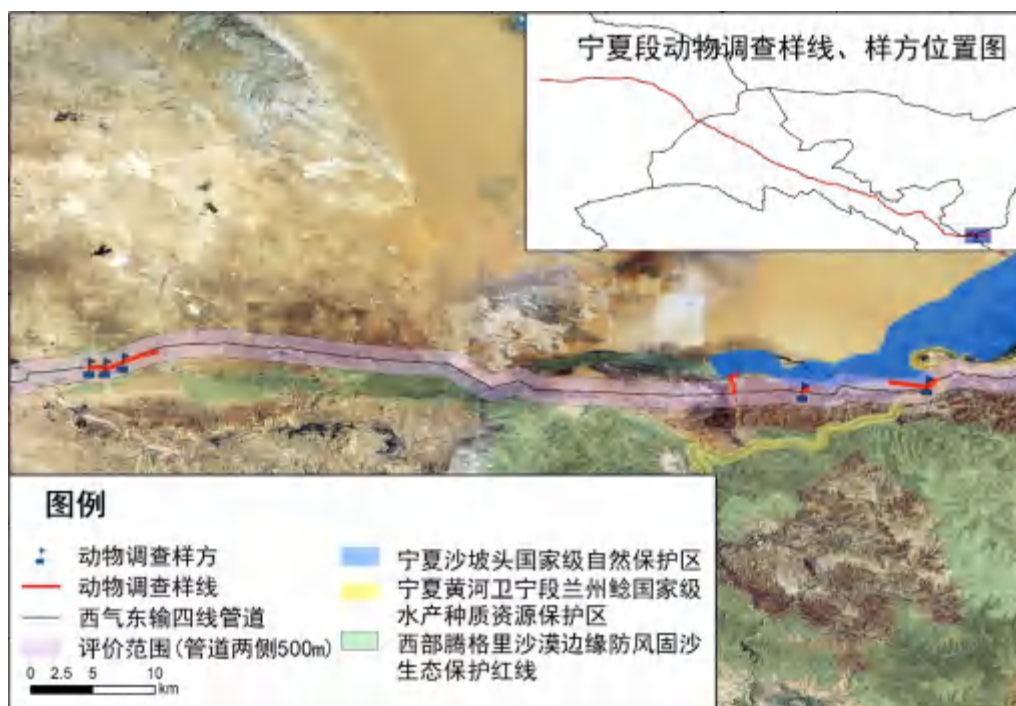 宁夏段动物调查样线、样方位置图
图例
动物调查样方
动物调查样线
西气东输四线管道
评价范围(管道两侧500m)
0 2.5 5 10
km
宁夏沙坡头国家级自然保护区
宁夏黄河卫宁段兰州鲶国家级
水产种质资源保护区
西部腾格里沙漠边缘防风固沙
生态保护红线